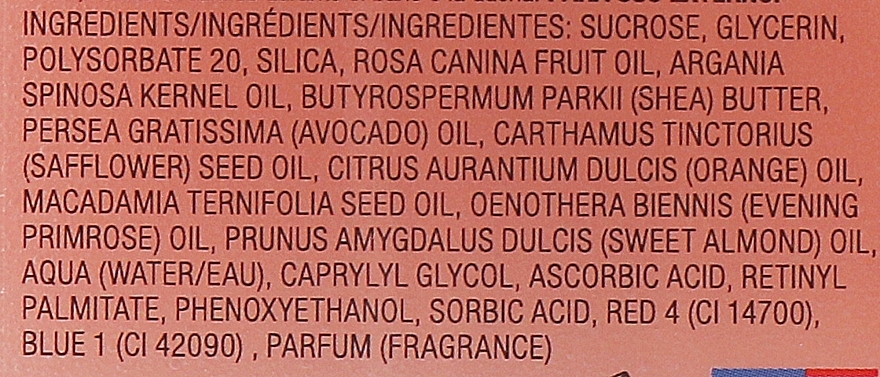 INGREDIENTS/INGRÉDIENTS/INGREDIENTES: SUCROSE, GLYCERIN,
POLYSORBATE 20, SILICA, ROSA CANINA FRUIT OIL, ARGANIA
SPINOSA KERNEL OIL, BUTYROSPERMUM PARKII (SHEA) BUTTER,
PERSEA GRATISSIMA (AVOCADO) OIL, CARTHAMUS TINCTORIUS
(SAFFLOWER) SEED OIL, CITRUS AURANTIUM DULCIS (ORANGE) OIL,
MACADAMIA TERNIFOLIA SEED OIL, OENOTHERA BIENNIS (EVENING
PRIMROSE) OIL, PRUNUS AMYGDALUS DULCIS (SWEET ALMOND) OIL,
AQUA (WATER/EAU), CAPRYLYL GLYCOL, ASCORBIC ACID, RETINYL
PALMITATE, PHENOXYETHANOL, SORBIC ACID, RED 4 (CI 14700),
BLUE 1 (CI 42090) , PARFUM (FRAGRANCE)